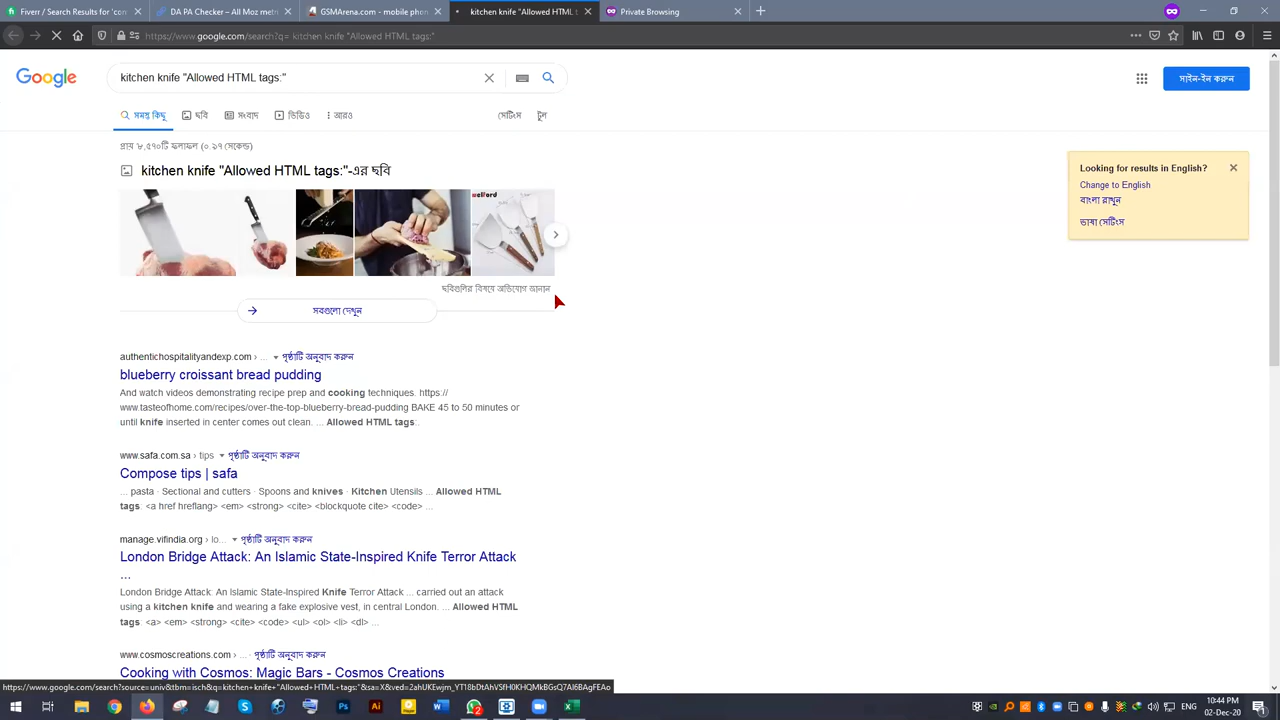 Fiverr / Search Results for 'cor
DA PA Checker - All Moz metri
GSMArena.com - mobile phon
kitchen knife "Allowed HTML t
Private Browsing
https://www.google.com/search?q= kitchen knife "Allowed HTML tags:"
Google
kitchen knife "Allowed HTML tags:"
সাইন-ইন করুন
সমস্ত কিছু
ছবি
সংবাদ
ভিডিও
আরও
সেটিংস
টুল
প্রায় ৮,৫৭০টি ফলাফল (০.২৭ সেকেন্ড)
kitchen knife "Allowed HTML tags:"-এর ছবি
welford
Looking for results in English?
Change to English
বাংলা রাখুন
ভাষা সেটিংস
ছবিগুলির বিষয়ে অভিযোগ জানান
সবগুলো দেখুন
authentichospitalityandexp.com › ... পৃষ্ঠাটি অনুবাদ করুন
blueberry croissant bread pudding
And watch videos demonstrating recipe prep and cooking techniques. https://
www.tasteofhome.com/recipes/over-the-top-blueberry-bread-pudding BAKE 45 to 50 minutes or
until knife inserted in center comes out clean. ... Allowed HTML tags:.
www.safa.com.sa › tips পৃষ্ঠাটি অনুবাদ করুন
Compose tips | safa
... pasta · Sectional and cutters · Spoons and knives · Kitchen Utensils ... Allowed HTML
tags: <a href hreflang> <em> <strong> <cite> <blockquote cite> <code> ...
manage.vifindia.org › lo... পৃষ্ঠাটি অনুবাদ করুন
London Bridge Attack: An Islamic State-Inspired Knife Terror Attack
...
London Bridge Attack: An Islamic State-Inspired Knife Terror Attack ... carried out an attack
using a kitchen knife and wearing a fake explosive vest, in central London. ... Allowed HTML
tags: <a> <em> <strong> <cite> <code> <ul> <ol> <li> <dl> ...
www.cosmoscreations.com › ... পৃষ্ঠাটি অনুবাদ করুন
Cooking with Cosmos: Magic Bars - Cosmos Creations
10:44 PM
02-Dec-20